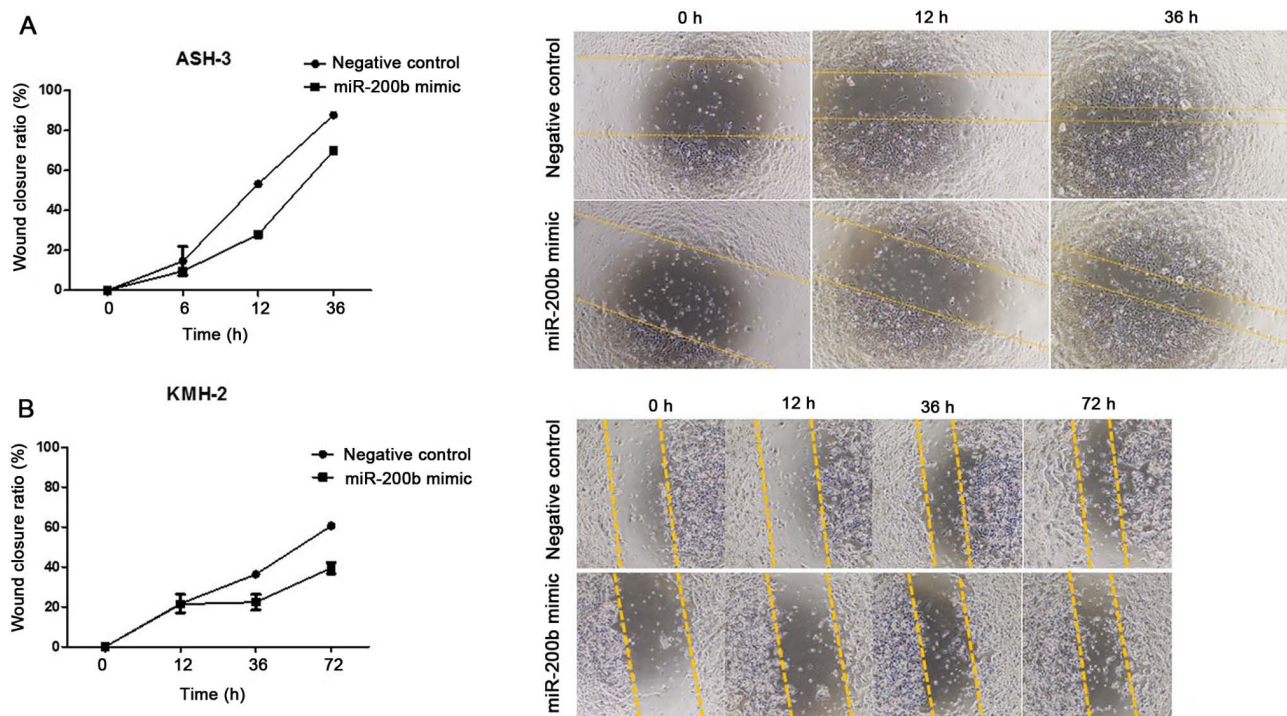 A
ASH-3
Negative control
miR-200b mimic
Wound closure ratio (%)
100
80
60
40
20
0
0 6 12 36
Time (h)
0 h 12 h 36 h
Negative control
miR-200b mimic
B
KMH-2
Negative control
miR-200b mimic
Wound closure ratio (%)
100
80
60
40
20
0
0 12 36 72
Time (h)
0 h 12 h 36 h 72 h
Negative control
miR-200b mimic